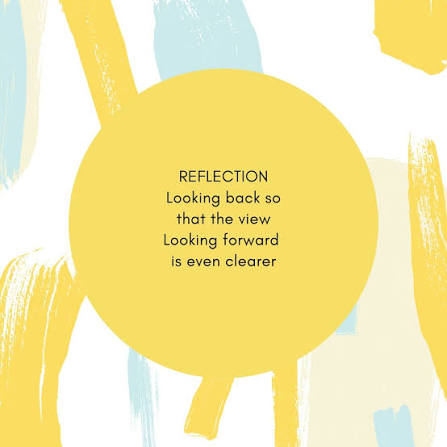 REFLECTION
Looking back so
that the view
Looking forward
is even clearer